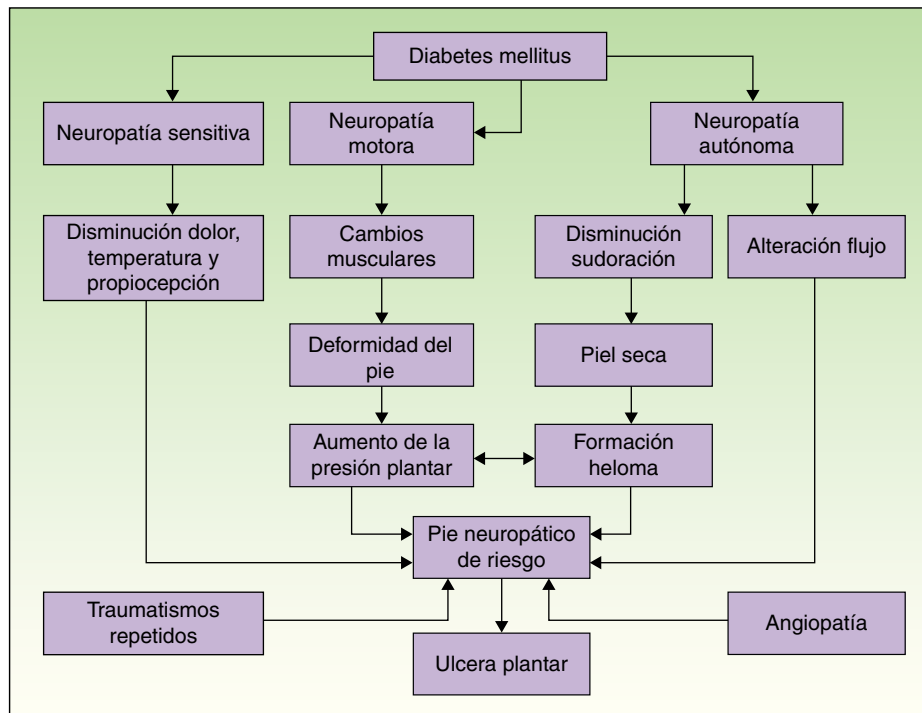 Diabetes mellitus
Neuropatía sensitiva
Neuropatía
motora
Neuropatía
autónoma
Disminución dolor,
temperatura y
propiocepción
Cambios
musculares
Disminución
sudoración
Alteración flujo
Deformidad del
pie
Piel seca
Aumento de la
presión plantar
Formación
heloma
Pie neuropático
de riesgo
Traumatismos
repetidos
Angiopatía
Ulcera plantar